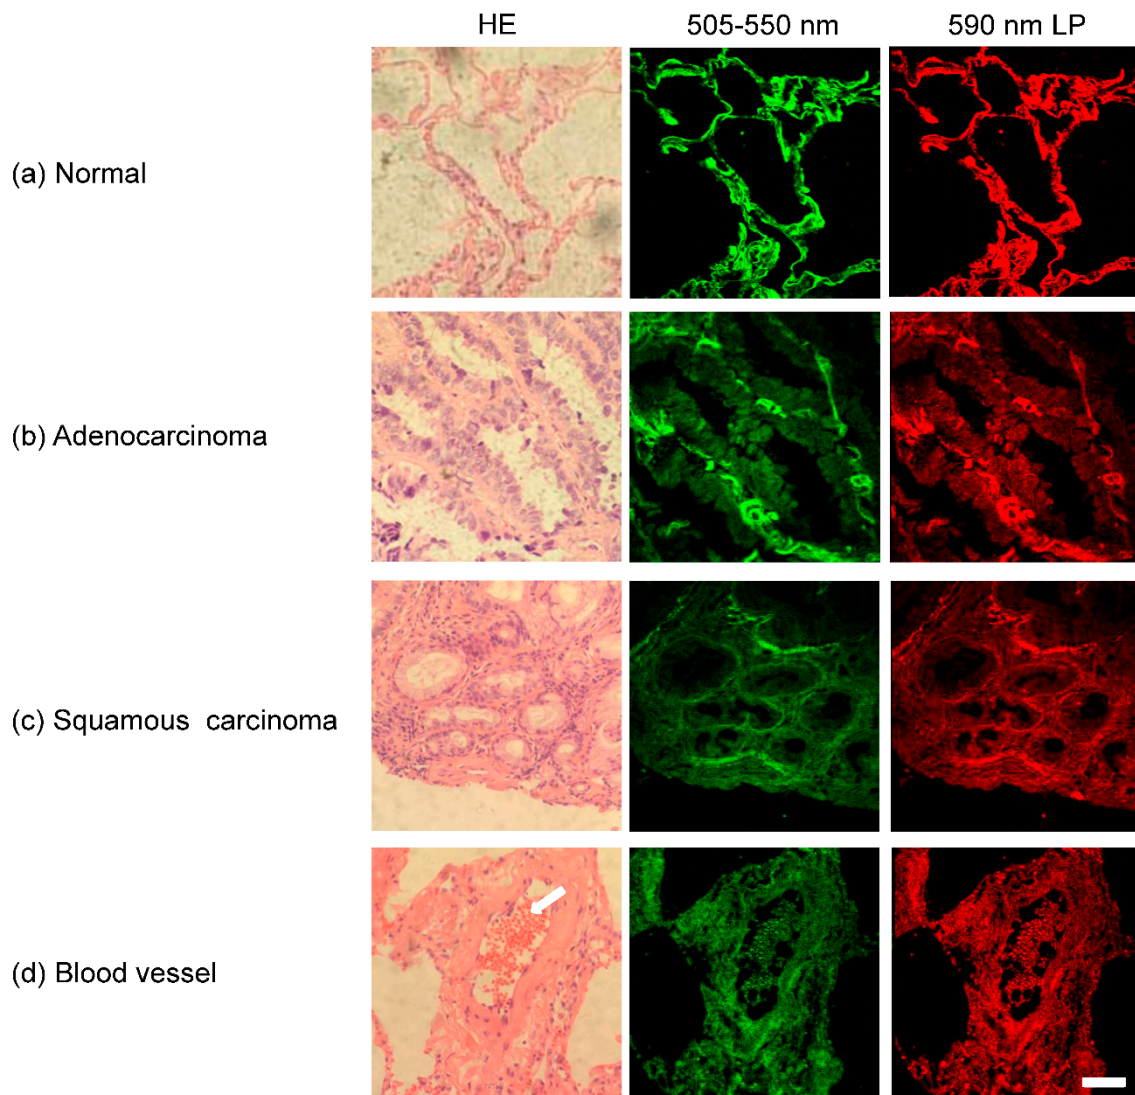 HE 505-550 nm 590 nm LP
(a) Normal
(b) Adenocarcinoma
(c) Squamous carcinoma
(d) Blood vessel